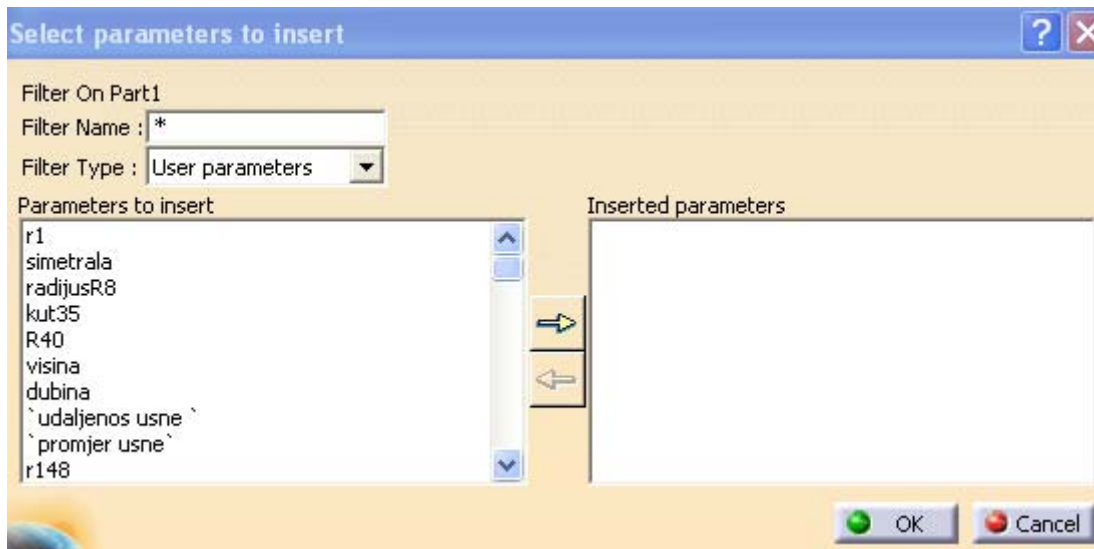 Select parameters to insert
?
Filter On Part1
Filter Name : *
Filter Type : User parameters
Parameters to insert
Inserted parameters
r1
simetrala
radijusR8
kut35
R40
visina
dubina
`udaljenos usne `
`promjer usne`
r148
OK
Cancel